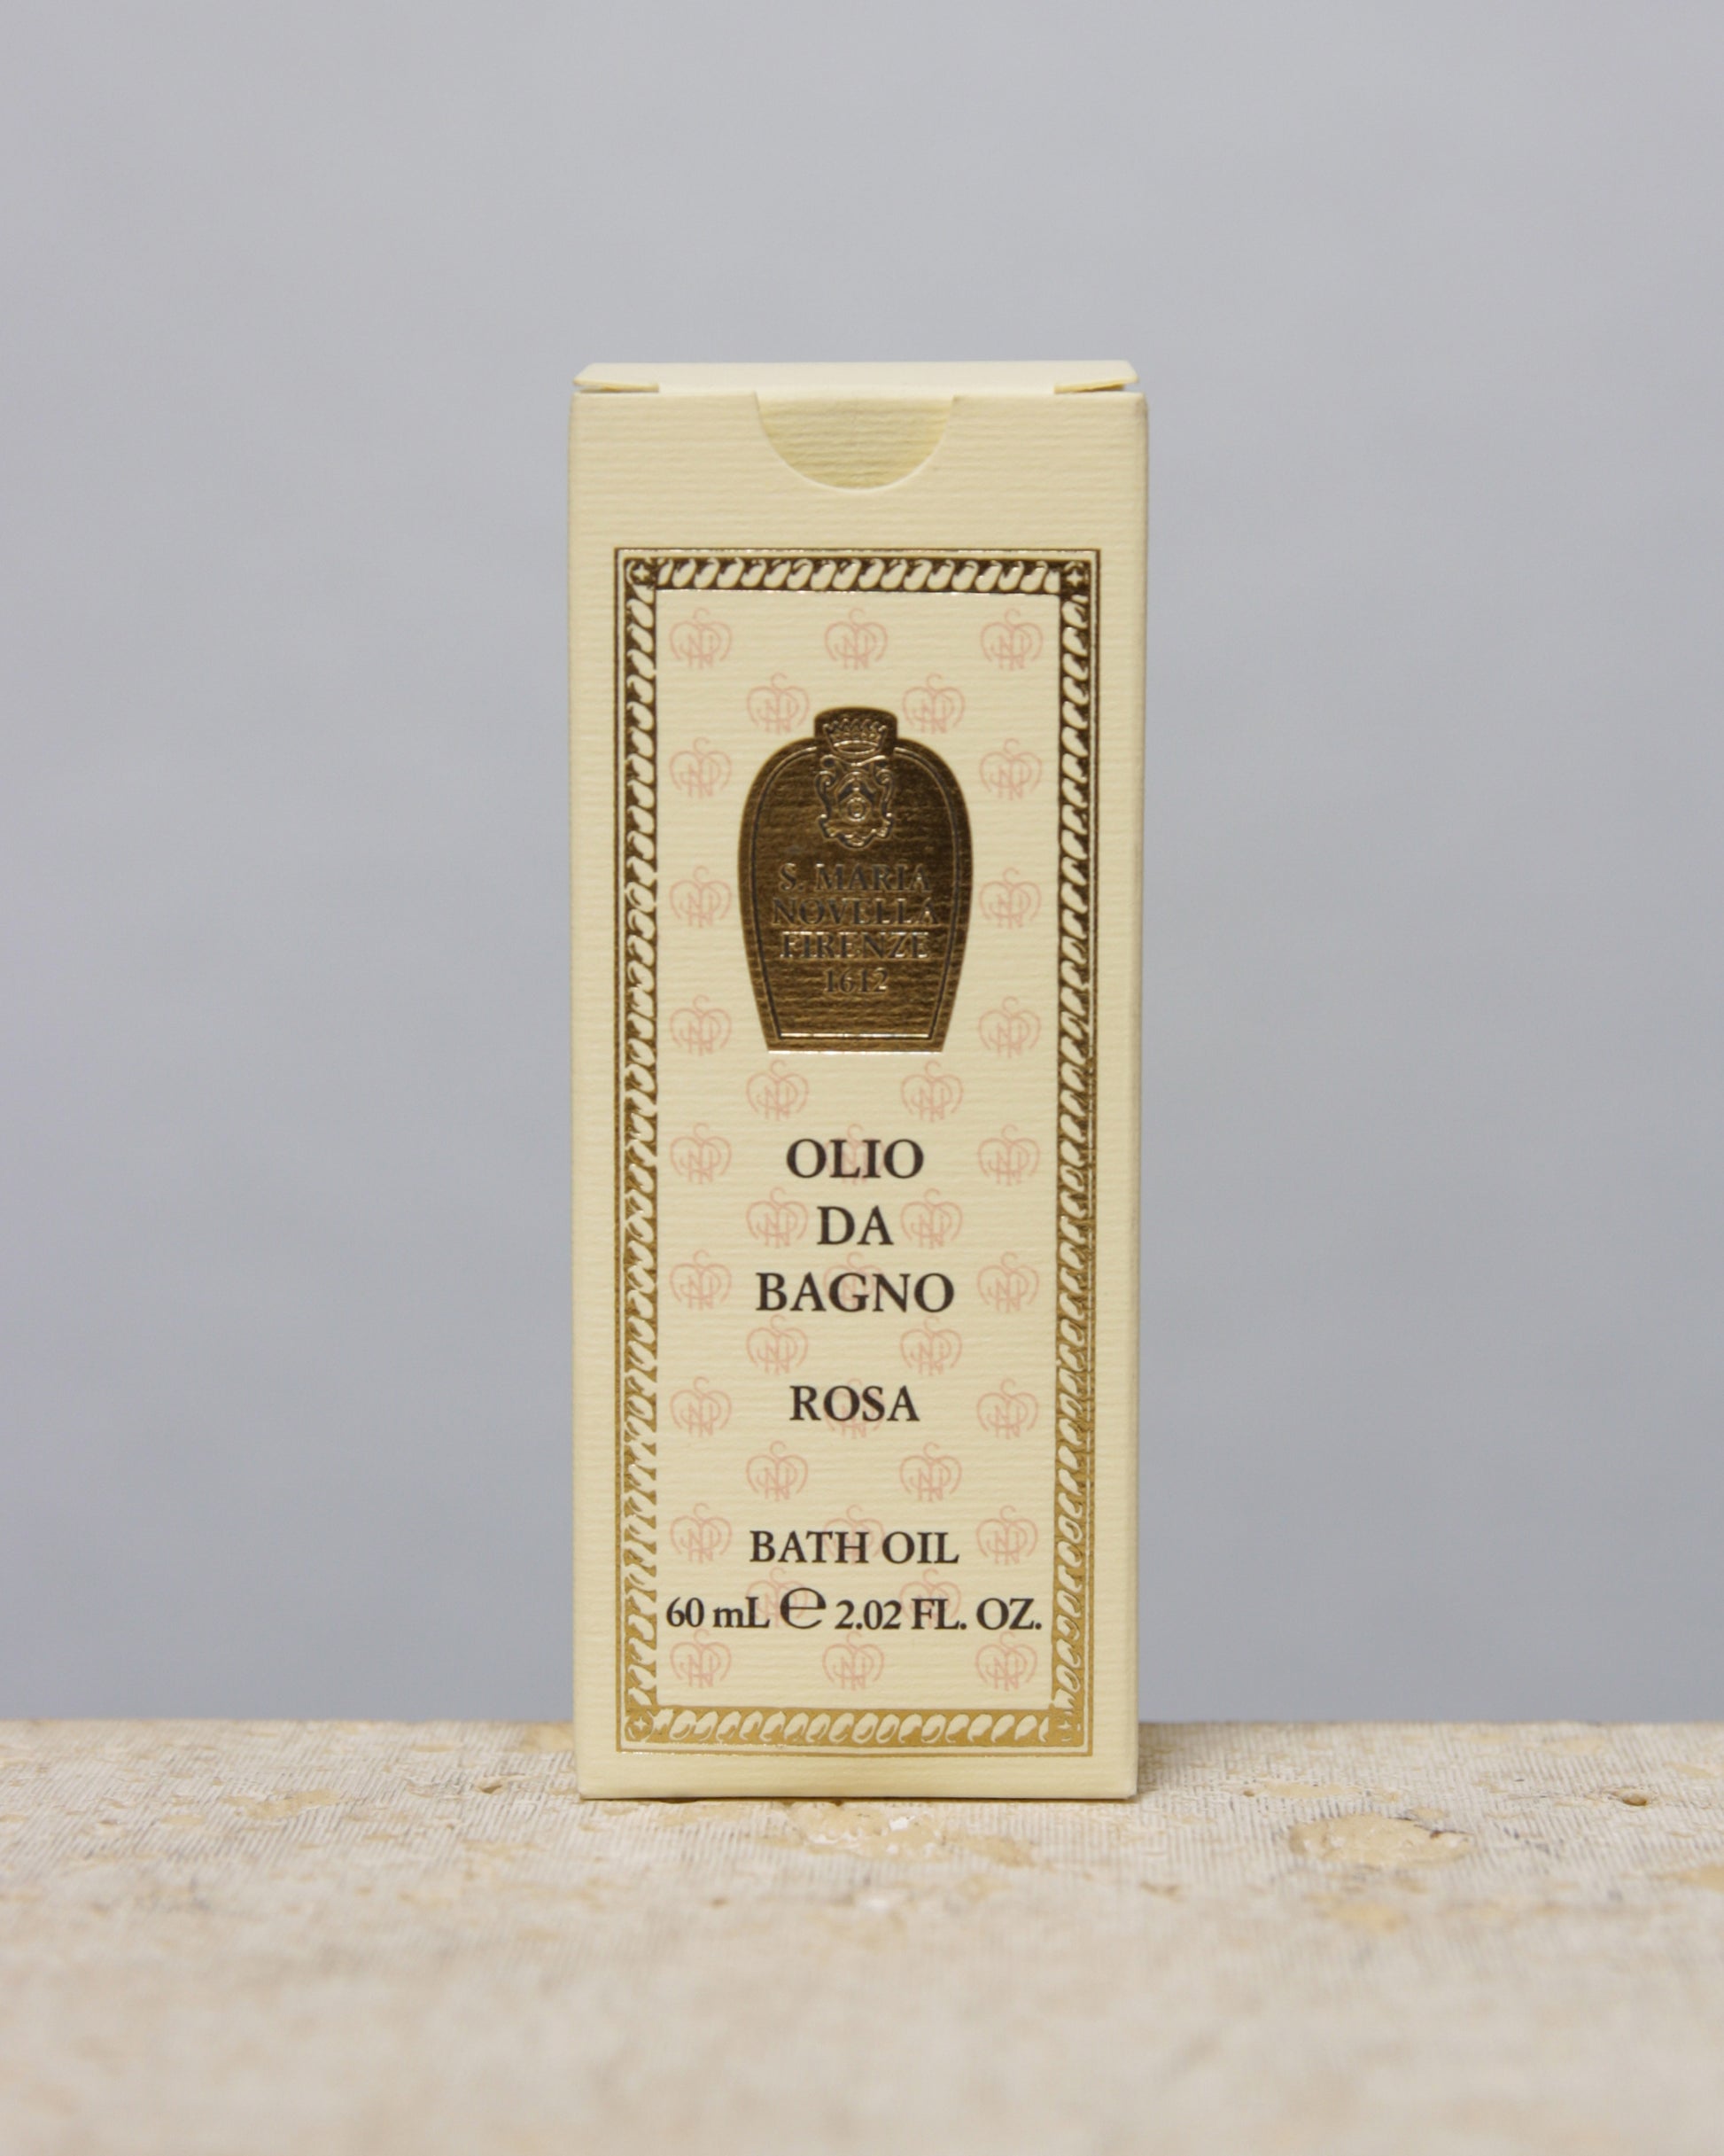 S. MARIA
NOVELLA
FIRENZE
1612
OLIO
DA
BAGNO
ROSA
BATH OIL
60 mL ℮ 2.02 FL. OZ.